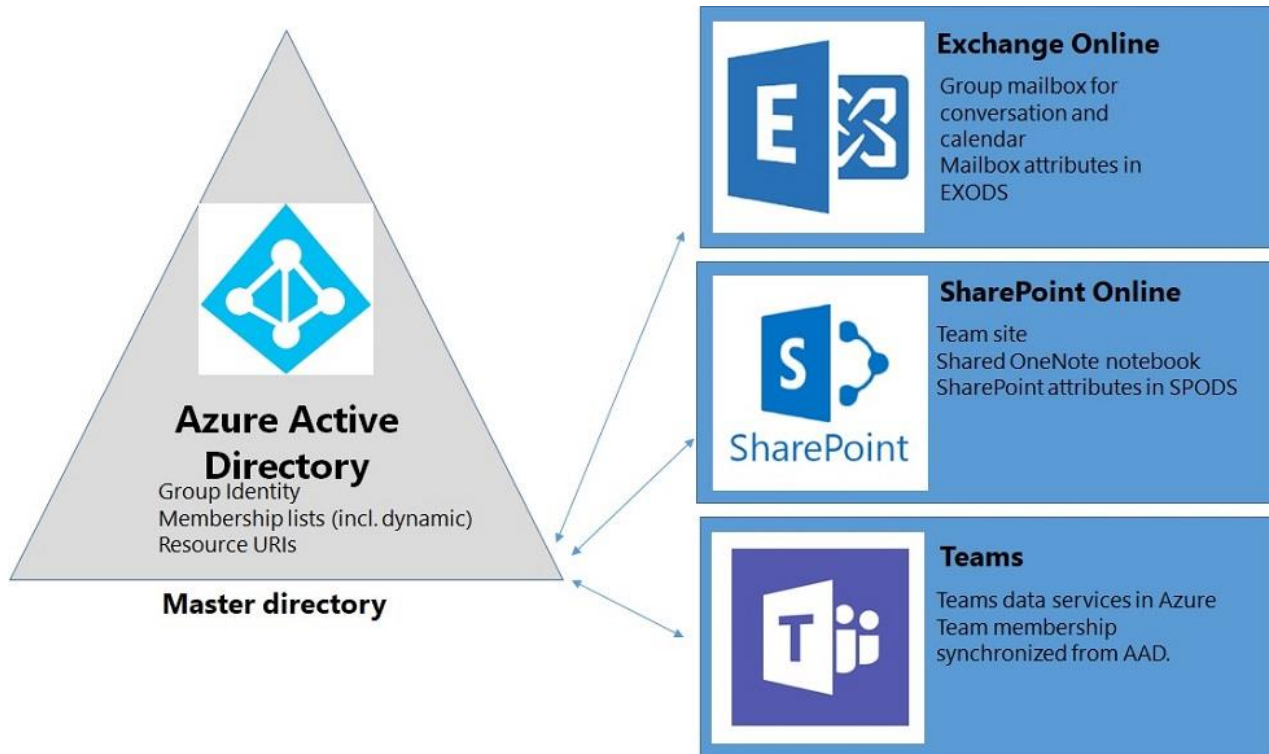 Azure Active
Directory
Group Identity
Membership lists (incl. dynamic)
Resource URIs
Master directory
E
Exchange Online
Group mailbox for
conversation and
calendar
Mailbox attributes in
EXODS
S
SharePoint
SharePoint Online
Team site
Shared OneNote notebook
SharePoint attributes in SPODS
T
Teams
Teams data services in Azure
Team membership
synchronized from AAD.